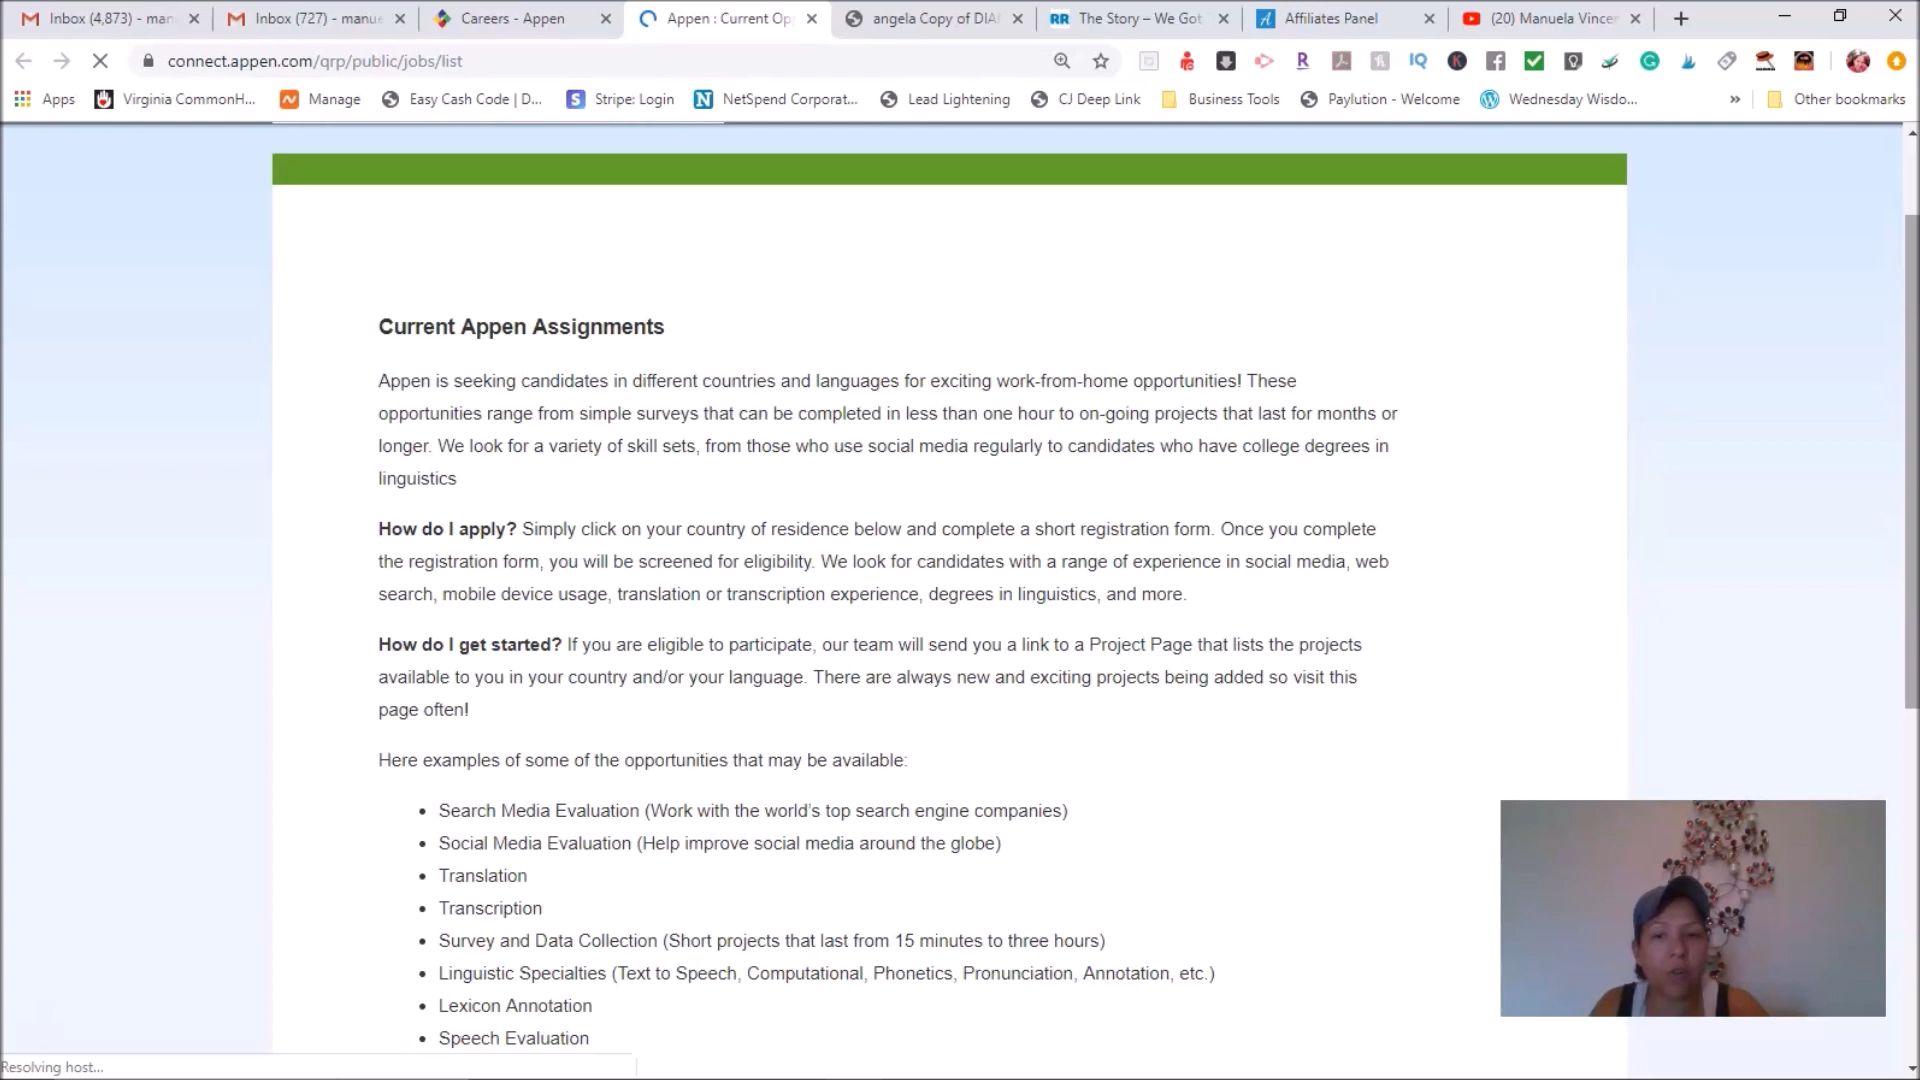 Inbox (4,873) - man
Inbox (727) - manue
Careers - Appen
Appen : Current Op
angela Copy of DIA
RR The Story – We Got
Affiliates Panel
(20) Manuela Vincen
connect.appen.com/qrp/public/jobs/list
Apps
Virginia CommonH...
Manage
Easy Cash Code | D...
Stripe: Login
NetSpend Corporat...
Lead Lightening
CJ Deep Link
Business Tools
Paylution - Welcome
Wednesday Wisdo...
»
Other bookmarks
Current Appen Assignments
Appen is seeking candidates in different countries and languages for exciting work-from-home opportunities! These
opportunities range from simple surveys that can be completed in less than one hour to on-going projects that last for months or
longer. We look for a variety of skill sets, from those who use social media regularly to candidates who have college degrees in
linguistics
How do I apply? Simply click on your country of residence below and complete a short registration form. Once you complete
the registration form, you will be screened for eligibility. We look for candidates with a range of experience in social media, web
search, mobile device usage, translation or transcription experience, degrees in linguistics, and more.
How do I get started? If you are eligible to participate, our team will send you a link to a Project Page that lists the projects
available to you in your country and/or your language. There are always new and exciting projects being added so visit this
page often!
Here examples of some of the opportunities that may be available:
• Search Media Evaluation (Work with the world's top search engine companies)
• Social Media Evaluation (Help improve social media around the globe)
• Translation
• Transcription
• Survey and Data Collection (Short projects that last from 15 minutes to three hours)
• Linguistic Specialties (Text to Speech, Computational, Phonetics, Pronunciation, Annotation, etc.)
• Lexicon Annotation
• Speech Evaluation
Resolving host...